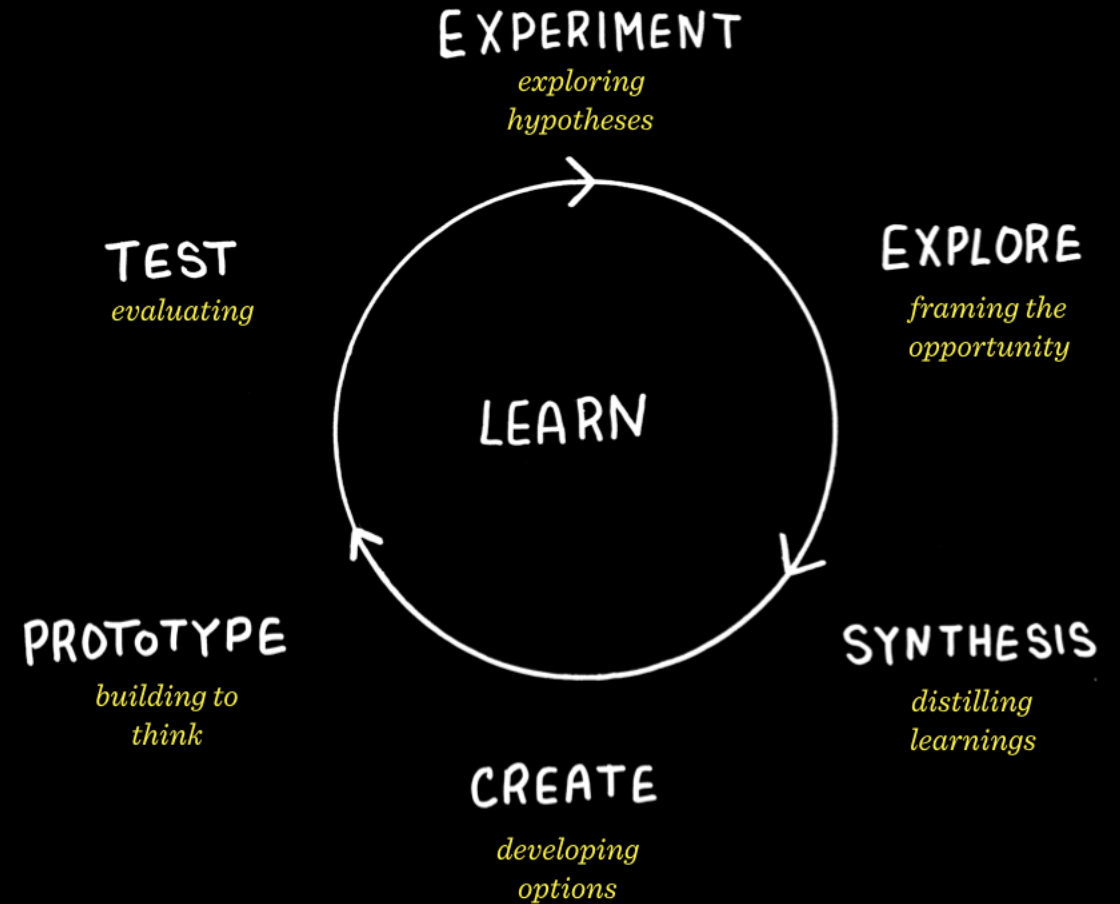 EXPERIMENT
exploring
hypotheses
EXPLORE
framing the
opportunity
SYNTHESIS
distilling
learnings
CREATE
developing
options
PROTOTYPE
building to
think
TEST
evaluating
LEARN